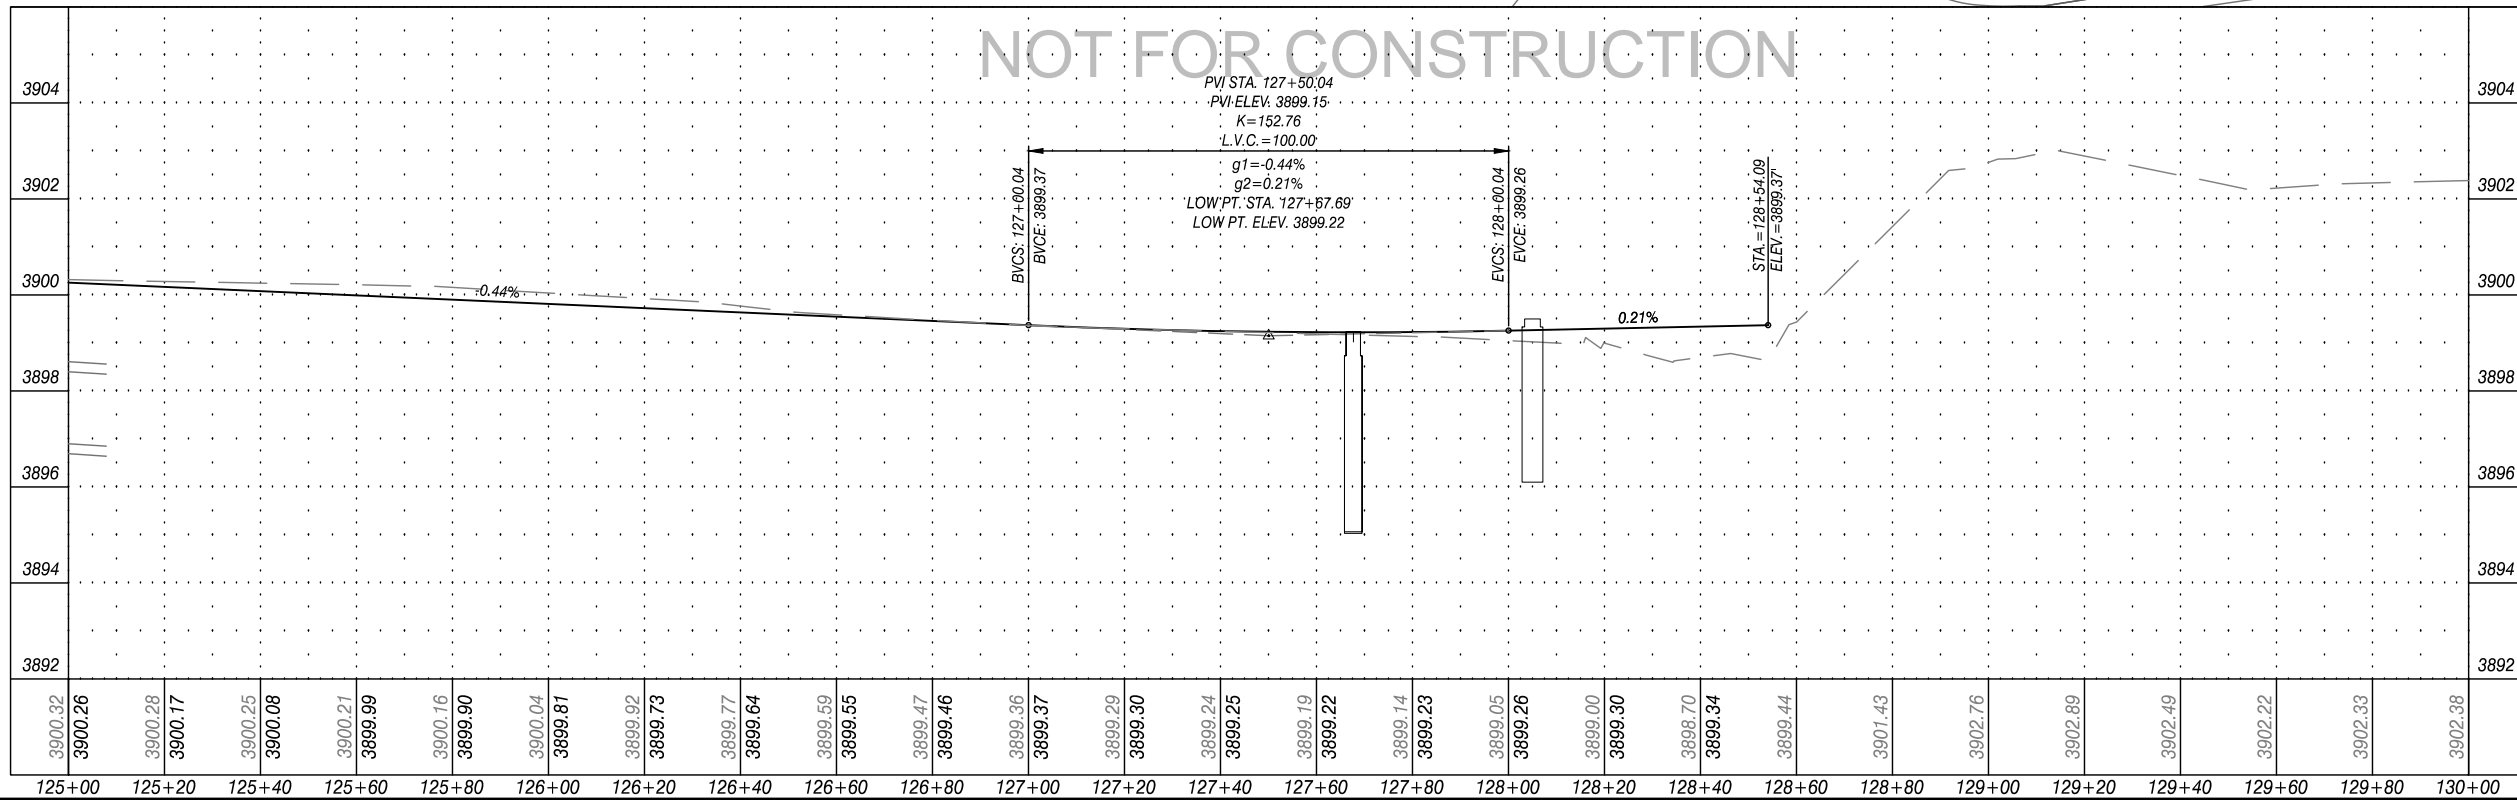 NOT FOR CONSTRUCTION
PVI STA. 127+50.04
PVI ELEV. 3899.15
K=152.76
L.V.C.=100.00
g1=-0.44%
g2=0.21%
LOW PT. STA. 127+67.69
LOW PT. ELEV. 3899.22
BVCS: 127+00.04
BVCE: 3899.37
EVCS: 128+00.04
EVCE: 3899.26
STA.=128+54.09
ELEV.=3899.37
-0.44%
0.21%
3904 3904
3902 3902
3900 3900
3898 3898
3896 3896
3894 3894
3892 3892
3900.32 3900.26 3900.28 3900.17 3900.25 3900.08 3900.21 3899.99 3900.16 3899.90 3900.04 3899.81 3899.92 3899.73 3899.77 3899.64 3899.59 3899.55 3899.47 3899.46 3899.36 3899.37 3899.29 3899.30 3899.24 3899.25 3899.19 3899.22 3899.14 3899.23 3899.05 3899.26 3899.00 3899.30 3898.70 3899.34 3899.44 3901.43 3902.76 3902.89 3902.49 3902.22 3902.33 3902.38
125+00 125+20 125+40 125+60 125+80 126+00 126+20 126+40 126+60 126+80 127+00 127+20 127+40 127+60 127+80 128+00 128+20 128+40 128+60 128+80 129+00 129+20 129+40 129+60 129+80 130+00